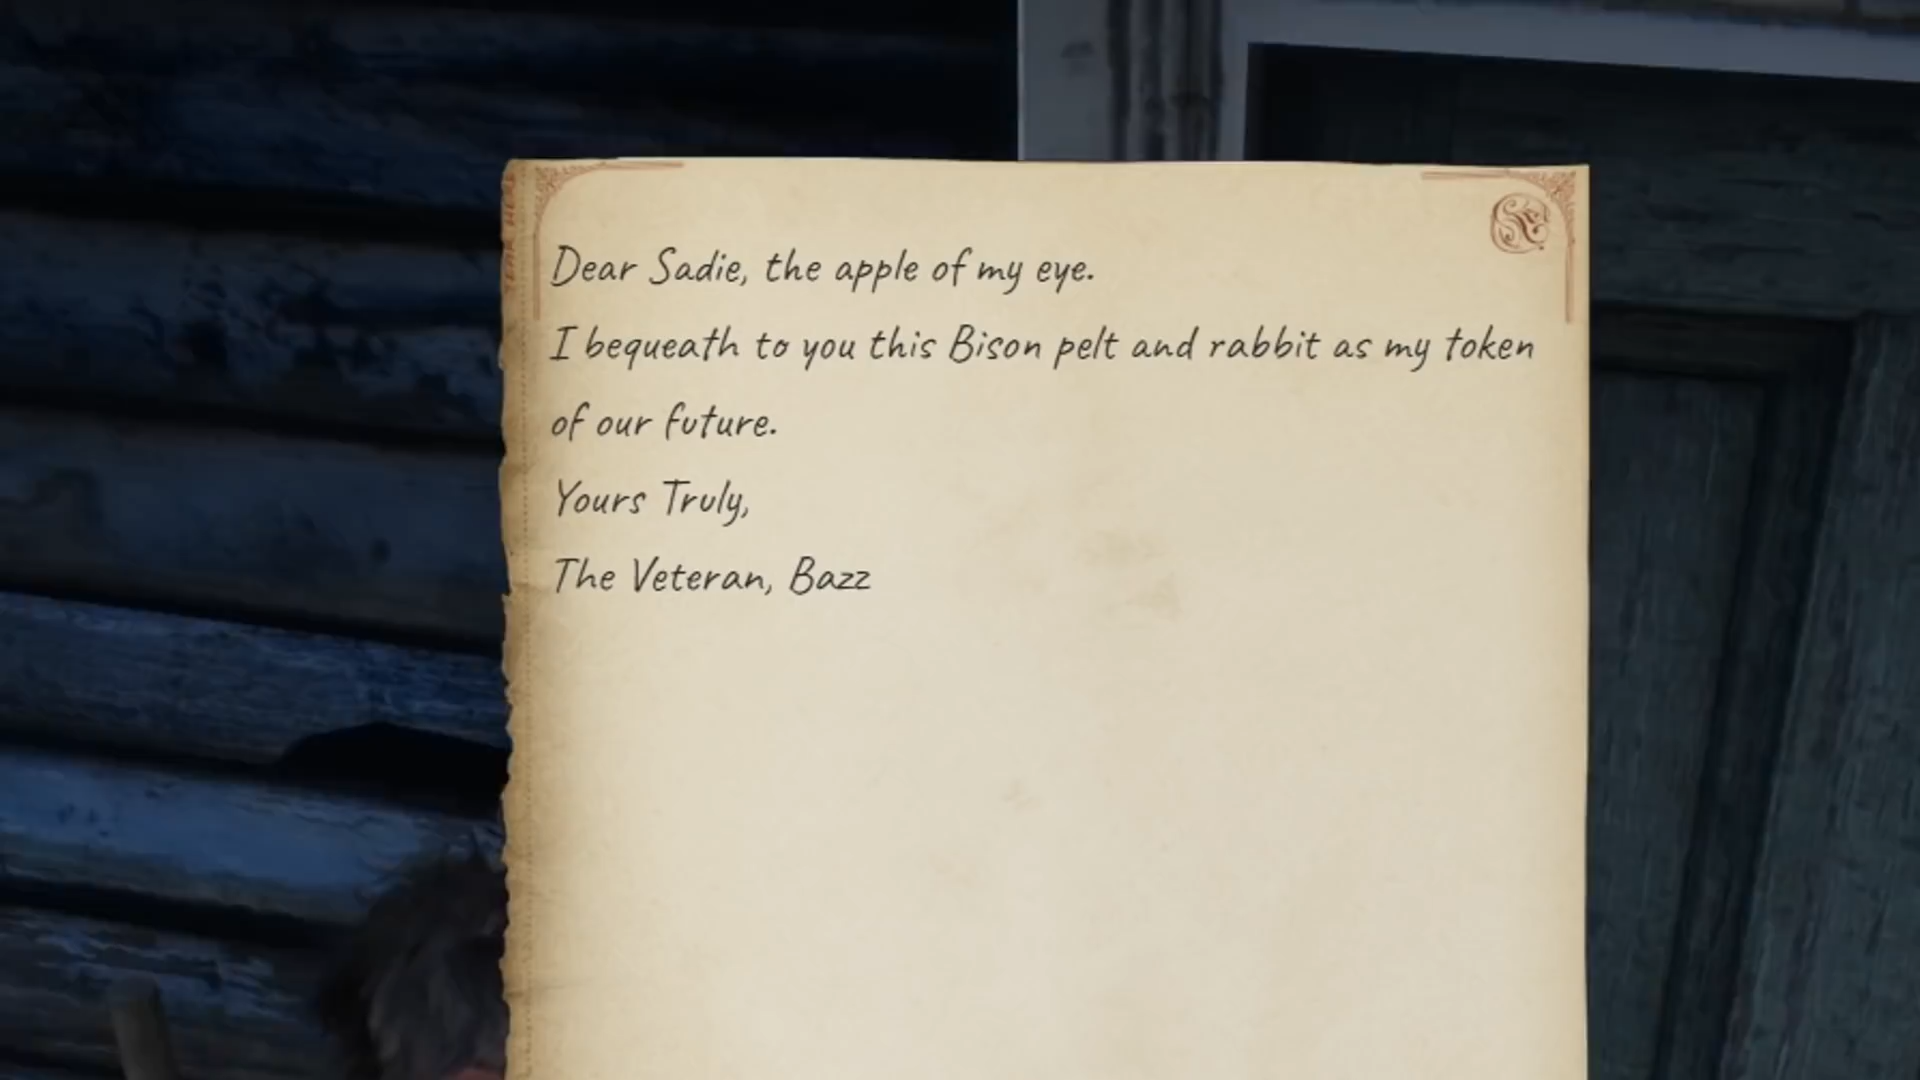 Dear Sadie, the apple of my eye.
I bequeath to you this Bison pelt and rabbit as my token
of our future.
Yours Truly,
The Veteran, Bazz